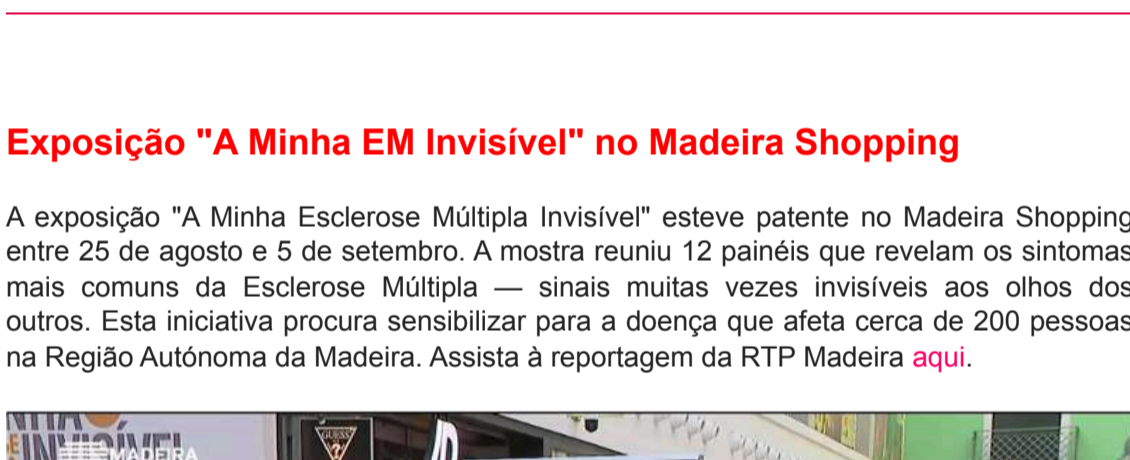 Exposição "A Minha EM Invisível" no Madeira Shopping
A exposição "A Minha Esclerose Múltipla Invisível" esteve patente no Madeira Shopping
entre 25 de agosto e 5 de setembro. A mostra reuniu 12 painéis que revelam os sintomas
mais comuns da Esclerose Múltipla — sinais muitas vezes invisíveis aos olhos dos
outros. Esta iniciativa procura sensibilizar para a doença que afeta cerca de 200 pessoas
na Região Autónoma da Madeira. Assista à reportagem da RTP Madeira aqui.
GUESS
?
MADEIRA